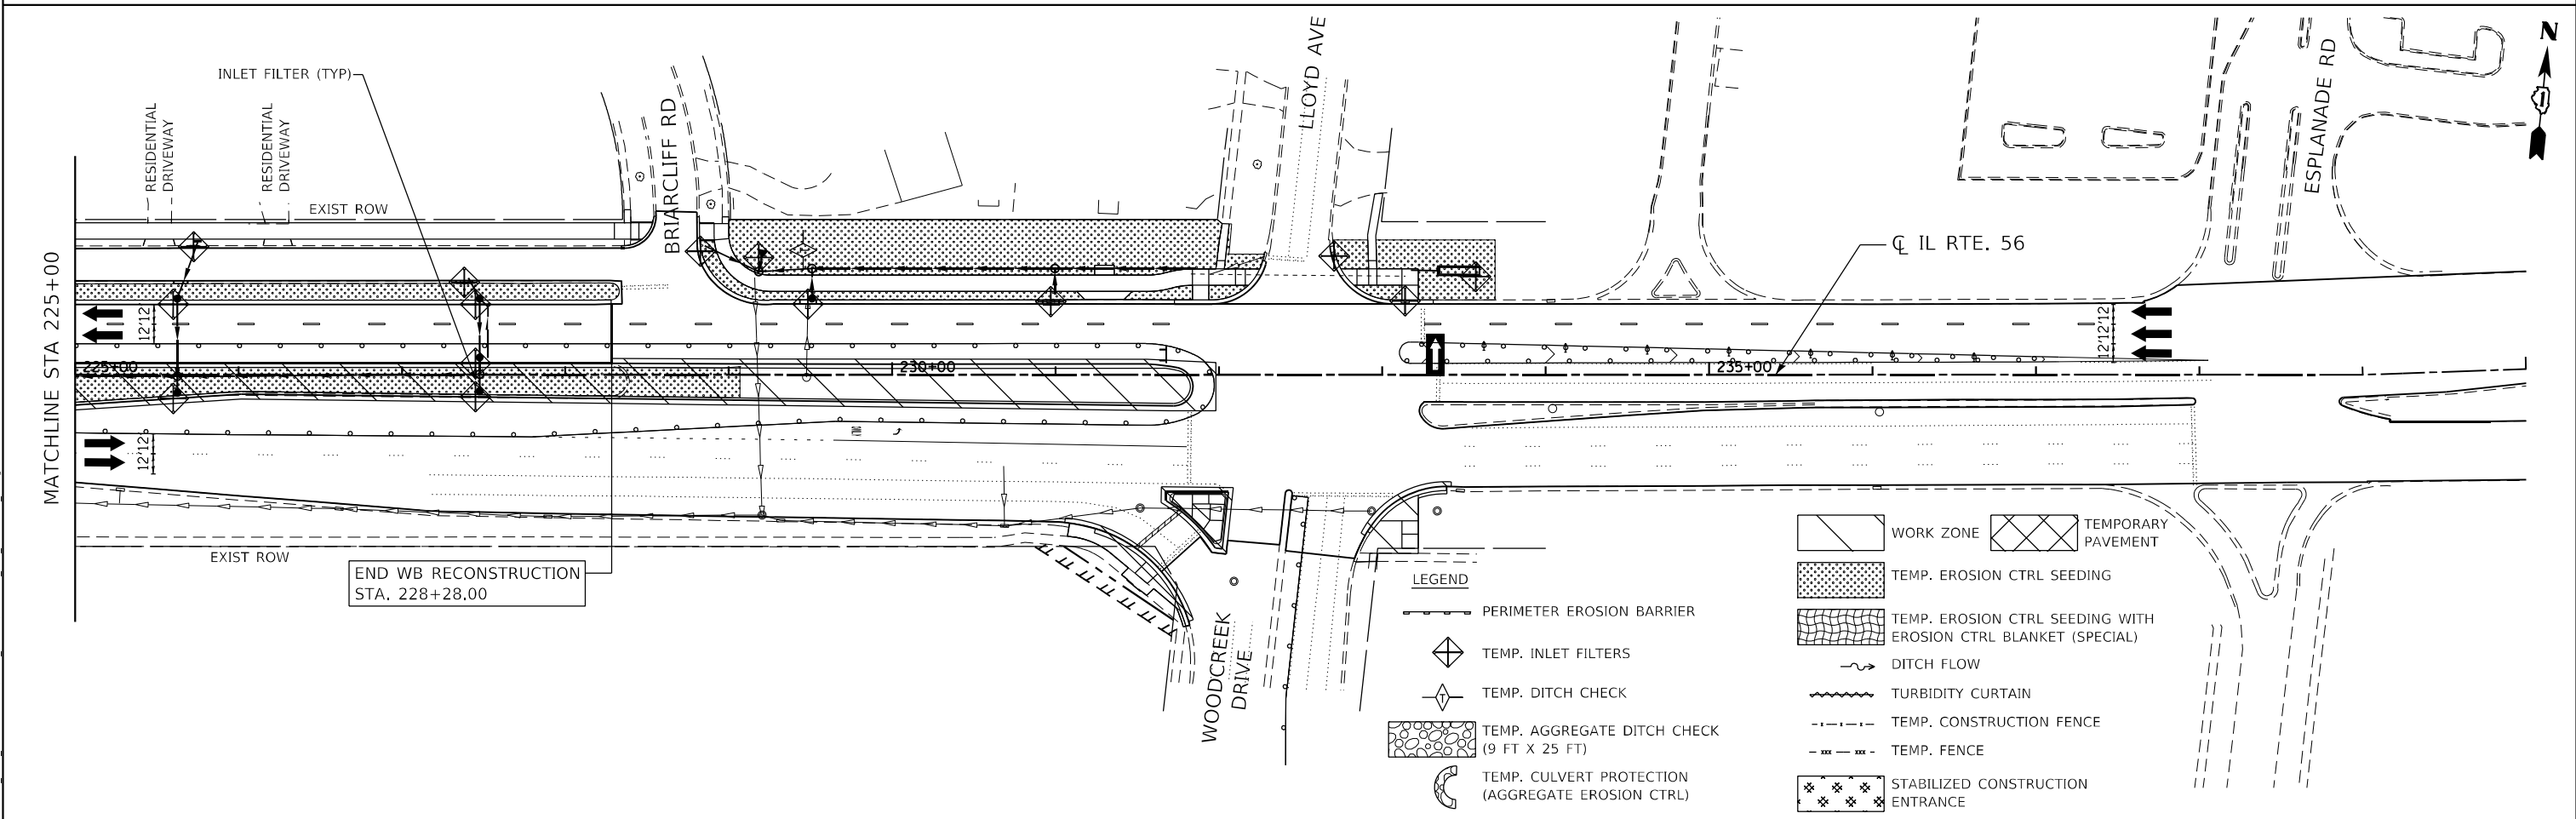 N
LLOYD AVE
ESPLANADE RD
INLET FILTER (TYP)
BRIARCLIFF RD
RESIDENTIAL
DRIVEWAY
RESIDENTIAL
DRIVEWAY
EXIST ROW
℄ IL RTE. 56
MATCHLINE STA 225+00
12'12'
12'12'12'
225+00
230+00
235+00
12'12'
EXIST ROW
END WB RECONSTRUCTION
STA. 228+28.00
WOODCREEK
DRIVE
LEGEND
PERIMETER EROSION BARRIER
TEMP. INLET FILTERS
T
TEMP. DITCH CHECK
TEMP. AGGREGATE DITCH CHECK
(9 FT X 25 FT)
TEMP. CULVERT PROTECTION
(AGGREGATE EROSION CTRL)
WORK ZONE
TEMPORARY
PAVEMENT
TEMP. EROSION CTRL SEEDING
TEMP. EROSION CTRL SEEDING WITH
EROSION CTRL BLANKET (SPECIAL)
DITCH FLOW
TURBIDITY CURTAIN
TEMP. CONSTRUCTION FENCE
TEMP. FENCE
STABILIZED CONSTRUCTION
ENTRANCE